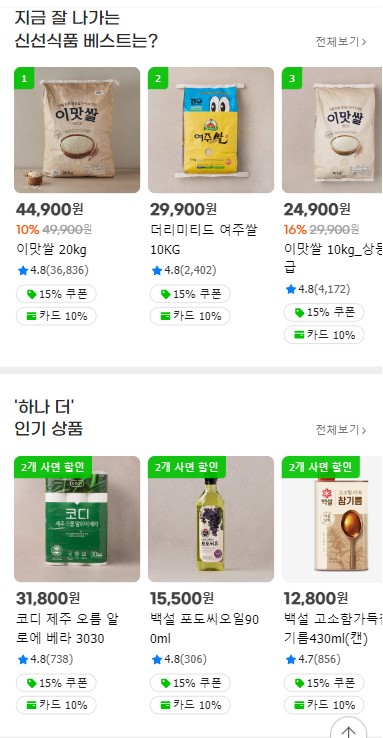 지금 잘 나가는
신선식품 베스트는?
전체보기
1
2
3
이맛쌀
여주쌀
이맛쌀
44,900원
10% 49,900원
이맛쌀 20kg
4.8(36,836)
15% 쿠폰
카드 10%
29,900원
더리미티드 여주쌀
10KG
4.8(2,402)
15% 쿠폰
카드 10%
24,900원
16% 29,900원
이맛쌀 10kg_상등
급
4.8(4,172)
15% 쿠폰
카드 10%
'하나 더'
인기 상품
전체보기
2개 사면 할인
2개 사면 할인
2개 사면 할인
코디
포도씨유
백설
참기름
31,800원
코디 제주 오름 알
로에 베라 3030
4.8(738)
15% 쿠폰
카드 10%
15,500원
백설 포도씨오일90
0ml
4.8(306)
15% 쿠폰
카드 10%
12,800원
백설 고소함가득참
기름430ml(캔)
4.7(856)
15% 쿠폰
카드 10%